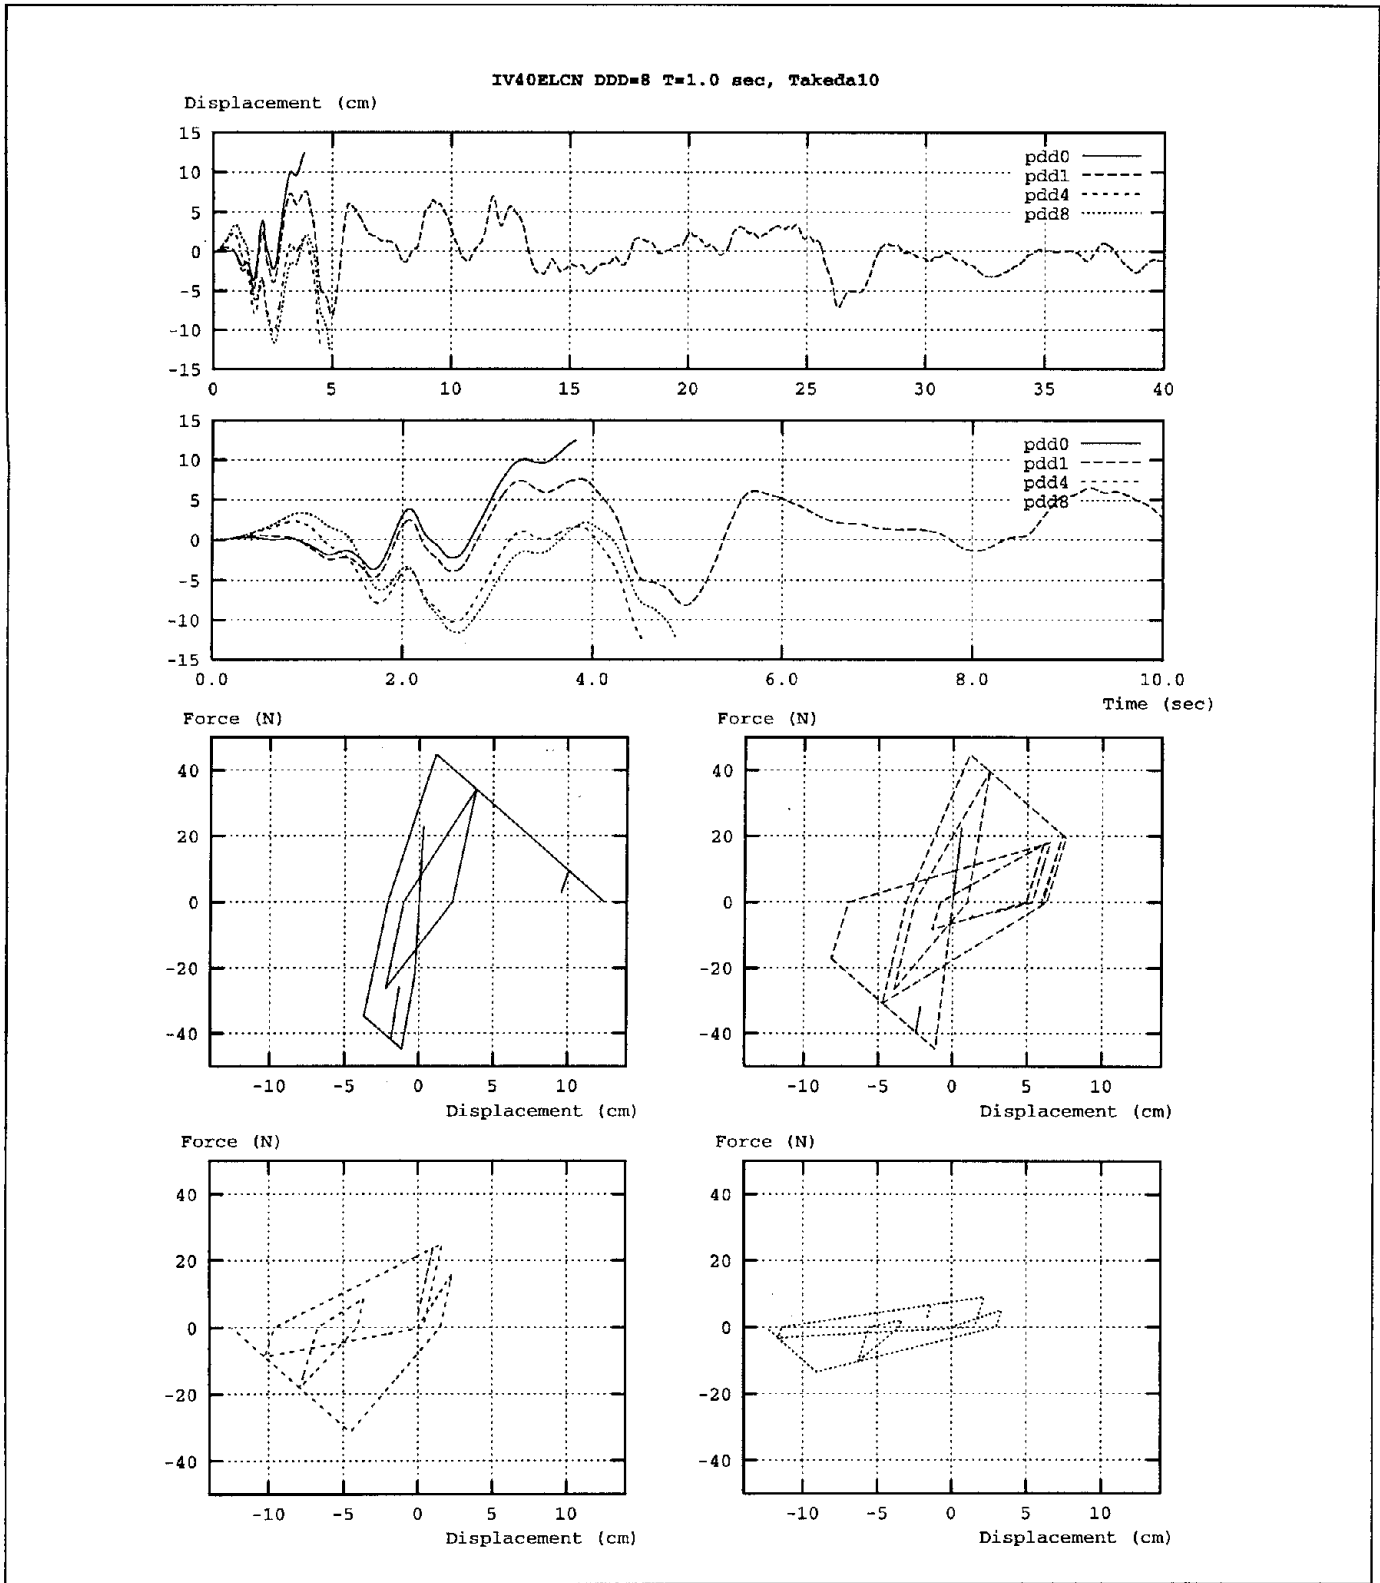 IV40ELCN DDD=8 T=1.0 sec, Takeda10
Displacement (cm)
15
10
5
0
-5
-10
-15
pdd0
pdd1
pdd4
pdd8
0 5 10 15 20 25 30 35 40
15
10
5
0
-5
-10
-15
pdd0
pdd1
pdd4
pdd8
0.0 2.0 4.0 6.0 8.0 10.0
Time (sec)
Force (N)
40
20
0
-20
-40
-10 -5 0 5 10
Displacement (cm)
Force (N)
40
20
0
-20
-40
-10 -5 0 5 10
Displacement (cm)
Force (N)
40
20
0
-20
-40
-10 -5 0 5 10
Displacement (cm)
Force (N)
40
20
0
-20
-40
-10 -5 0 5 10
Displacement (cm)